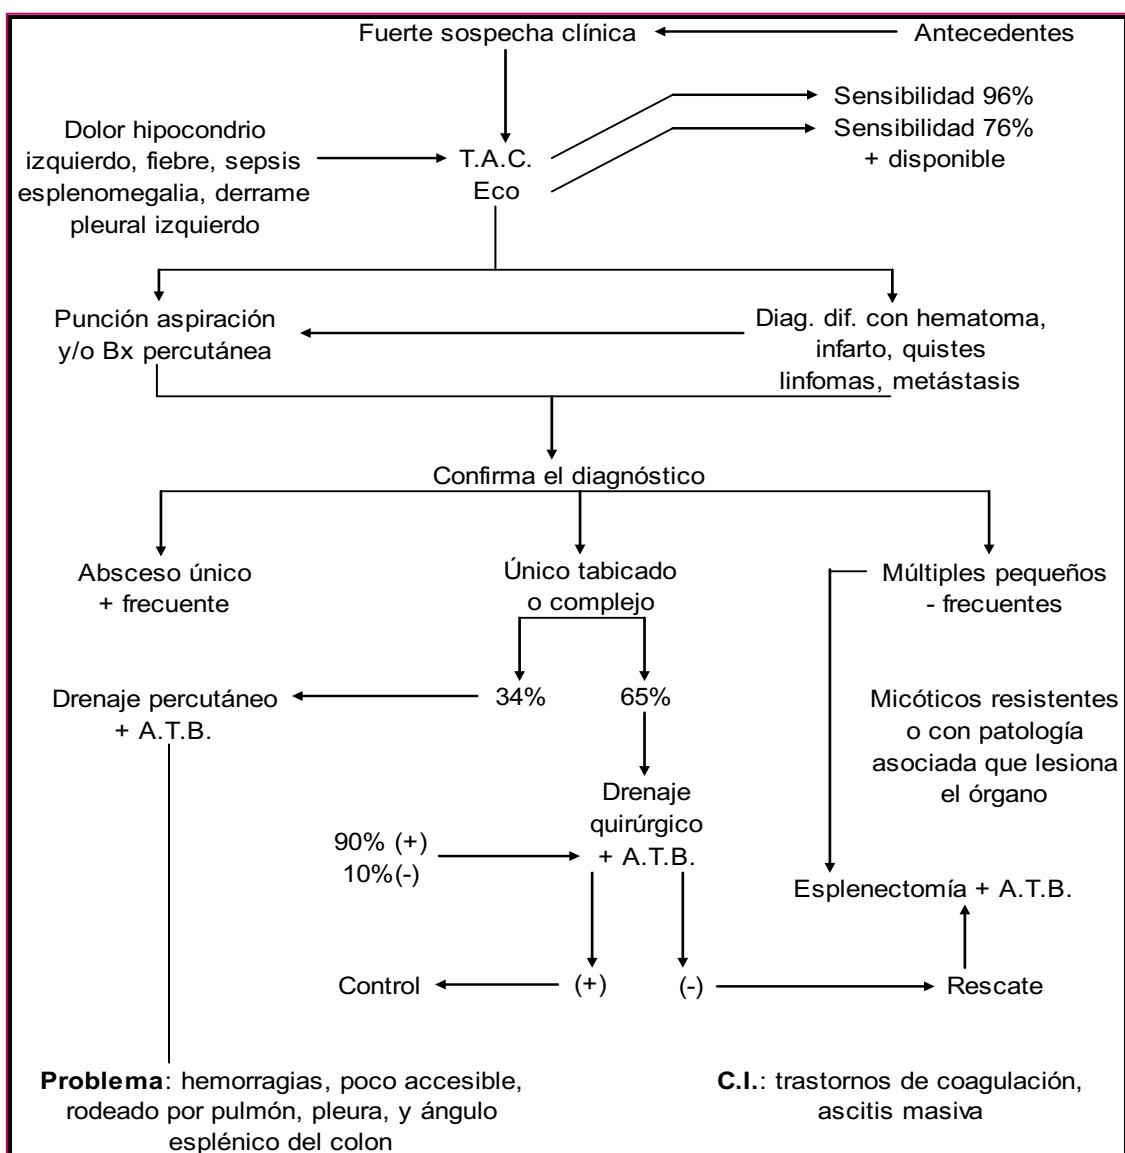 Fuerte sospecha clínica
Antecedentes
Sensibilidad 96%
Sensibilidad 76%
+ disponible
Dolor hipocondrio
izquierdo, fiebre, sepsis
esplenomegalia, derrame
pleural izquierdo
T.A.C.
Eco
Punción aspiración
y/o Bx percutánea
Diag. dif. con hematoma,
infarto, quistes
linfomas, metástasis
Confirma el diagnóstico
Absceso único
+ frecuente
Único tabicado
o complejo
Múltiples pequeños
- frecuentes
Drenaje percutáneo
+ A.T.B.
34%
65%
Micóticos resistentes
o con patología
asociada que lesiona
el órgano
Drenaje
quirúrgico
+ A.T.B.
90% (+)
10%(-)
Esplenectomía + A.T.B.
Control
(+)
(-)
Rescate
Problema: hemorragias, poco accesible,
rodeado por pulmón, pleura, y ángulo
esplénico del colon
C.I.: trastornos de coagulación,
ascitis masiva